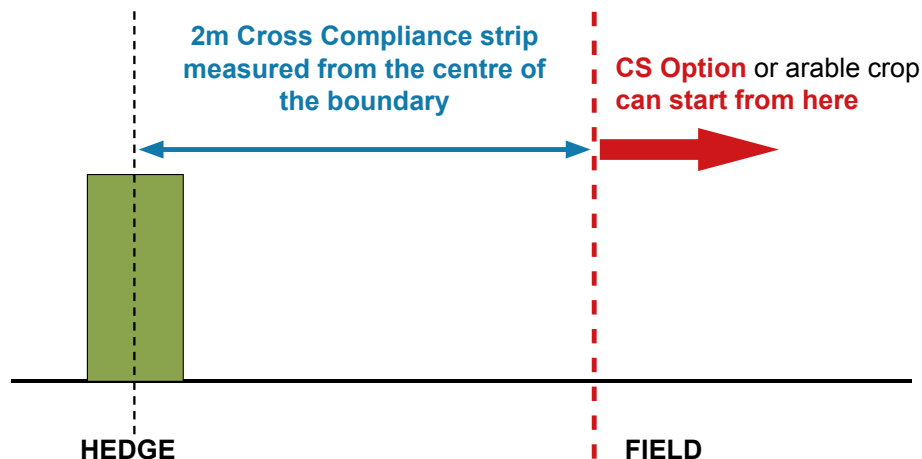 2m Cross Compliance strip
measured from the centre of
the boundary
CS Option or arable crop
can start from here
HEDGE
FIELD